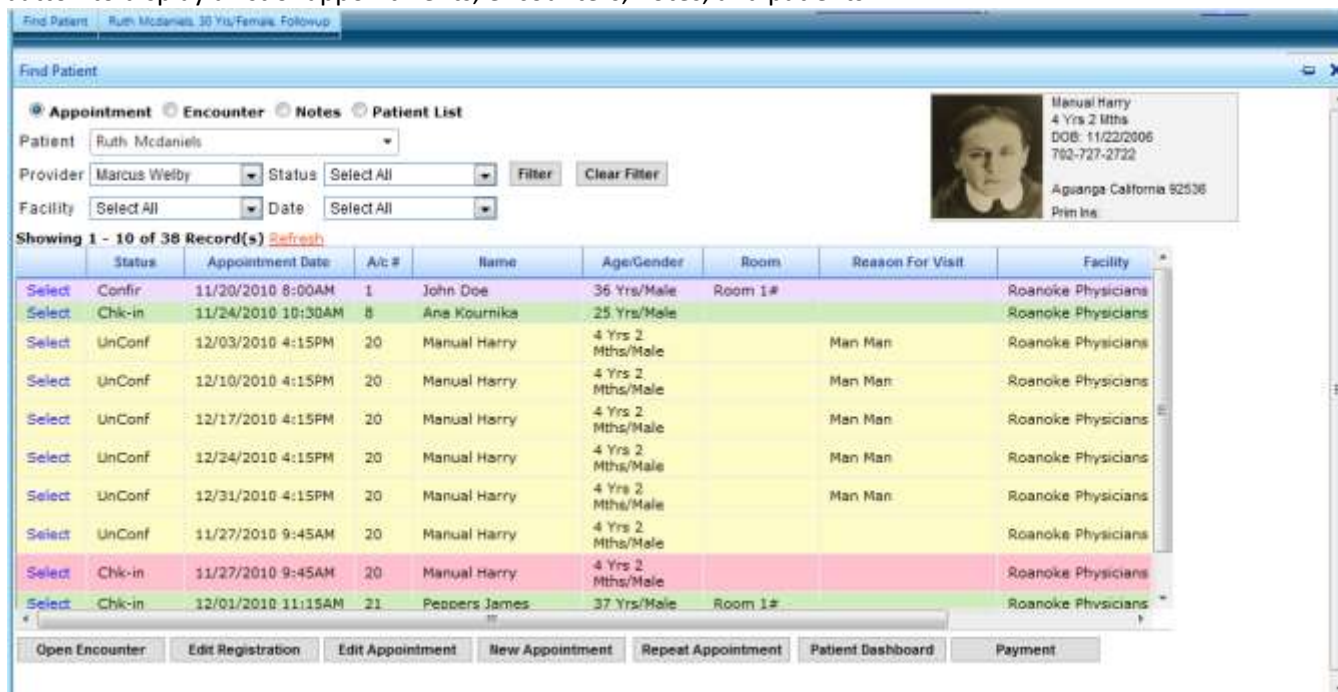 Find Patient Ruth Mcdaniels, 38 Yrs/Female, Followup
Find Patient
Appointment Encounter Notes Patient List
Patient Ruth Mcdaniels
Provider Marcus Welby Status Select All Filter Clear Filter
Facility Select All Date Select All
Manual Harry
4 Yrs 2 Mths
DOB: 11/22/2006
702-727-2722
Aguanga California 92536
Prim Ins:
Showing 1 - 10 of 38 Record(s) Refresh
Status Appointment Date A/c # Name Age/Gender Room Reason For Visit Facility
Select Confir 11/20/2010 8:00AM 1 John Doe 36 Yrs/Male Room 1# Roanoke Physicians
Select Chk-in 11/24/2010 10:30AM 8 Ana Kournika 25 Yrs/Male Roanoke Physicians
Select UnConf 12/03/2010 4:15PM 20 Manual Harry 4 Yrs 2 Mths/Male Man Man Roanoke Physicians
Select UnConf 12/10/2010 4:15PM 20 Manual Harry 4 Yrs 2 Mths/Male Man Man Roanoke Physicians
Select UnConf 12/17/2010 4:15PM 20 Manual Harry 4 Yrs 2 Mths/Male Man Man Roanoke Physicians
Select UnConf 12/24/2010 4:15PM 20 Manual Harry 4 Yrs 2 Mths/Male Man Man Roanoke Physicians
Select UnConf 12/31/2010 4:15PM 20 Manual Harry 4 Yrs 2 Mths/Male Man Man Roanoke Physicians
Select UnConf 11/27/2010 9:45AM 20 Manual Harry 4 Yrs 2 Mths/Male Roanoke Physicians
Select Chk-in 11/27/2010 9:45AM 20 Manual Harry 4 Yrs 2 Mths/Male Roanoke Physicians
Select Chk-in 12/01/2010 11:15AM 21 Peppers James 37 Yrs/Male Room 1# Roanoke Physicians
Open Encounter Edit Registration Edit Appointment New Appointment Repeat Appointment Patient Dashboard Payment